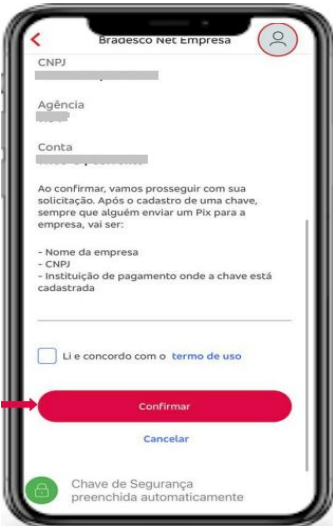 Bradesco Net Empresa
CNPJ
Agência
Conta
Ao confirmar, vamos prosseguir com sua
solicitação. Após o cadastro de uma chave,
sempre que alguém enviar um Pix para a
empresa, vai ser:
- Nome da empresa
- CNPJ
- Instituição de pagamento onde a chave está
cadastrada
Li e concordo com o termo de uso
Confirmar
Cancelar
Chave de Segurança
preenchida automaticamente